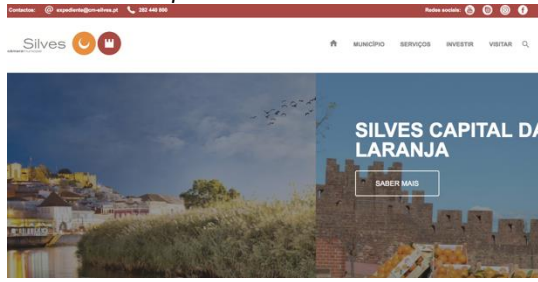 Contactos: expediente@cm-silves.pt 282 440 800 Redes sociais:
Silves
MUNICÍPIO SERVIÇOS INVESTIR VISITAR
SILVES CAPITAL DA
LARANJA
SABER MAIS